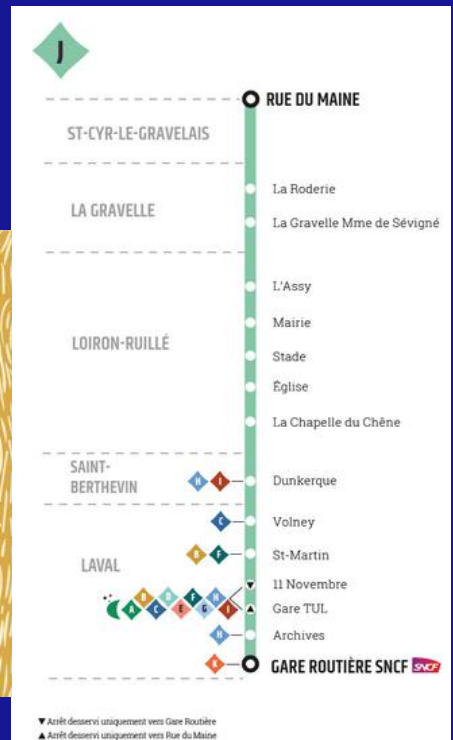 J
RUE DU MAINE
ST-CYR-LE-GRAVELAIS
La Roderie
LA GRAVELLE
La Gravelle Mme de Sévigné
L'Assy
Mairie
LOIRON-RUILLÉ
Stade
Église
La Chapelle du Chêne
SAINT-
BERTHEVIN
H I Dunkerque
C Volney
B F St-Martin
LAVAL
11 Novembre
B D F H
A C E G I
Gare TUL
H Archives
K GARE ROUTIÈRE SNCF SNCF
▼ Arrêt desservi uniquement vers Gare Routière
▲ Arrêt desservi uniquement vers Rue du Maine